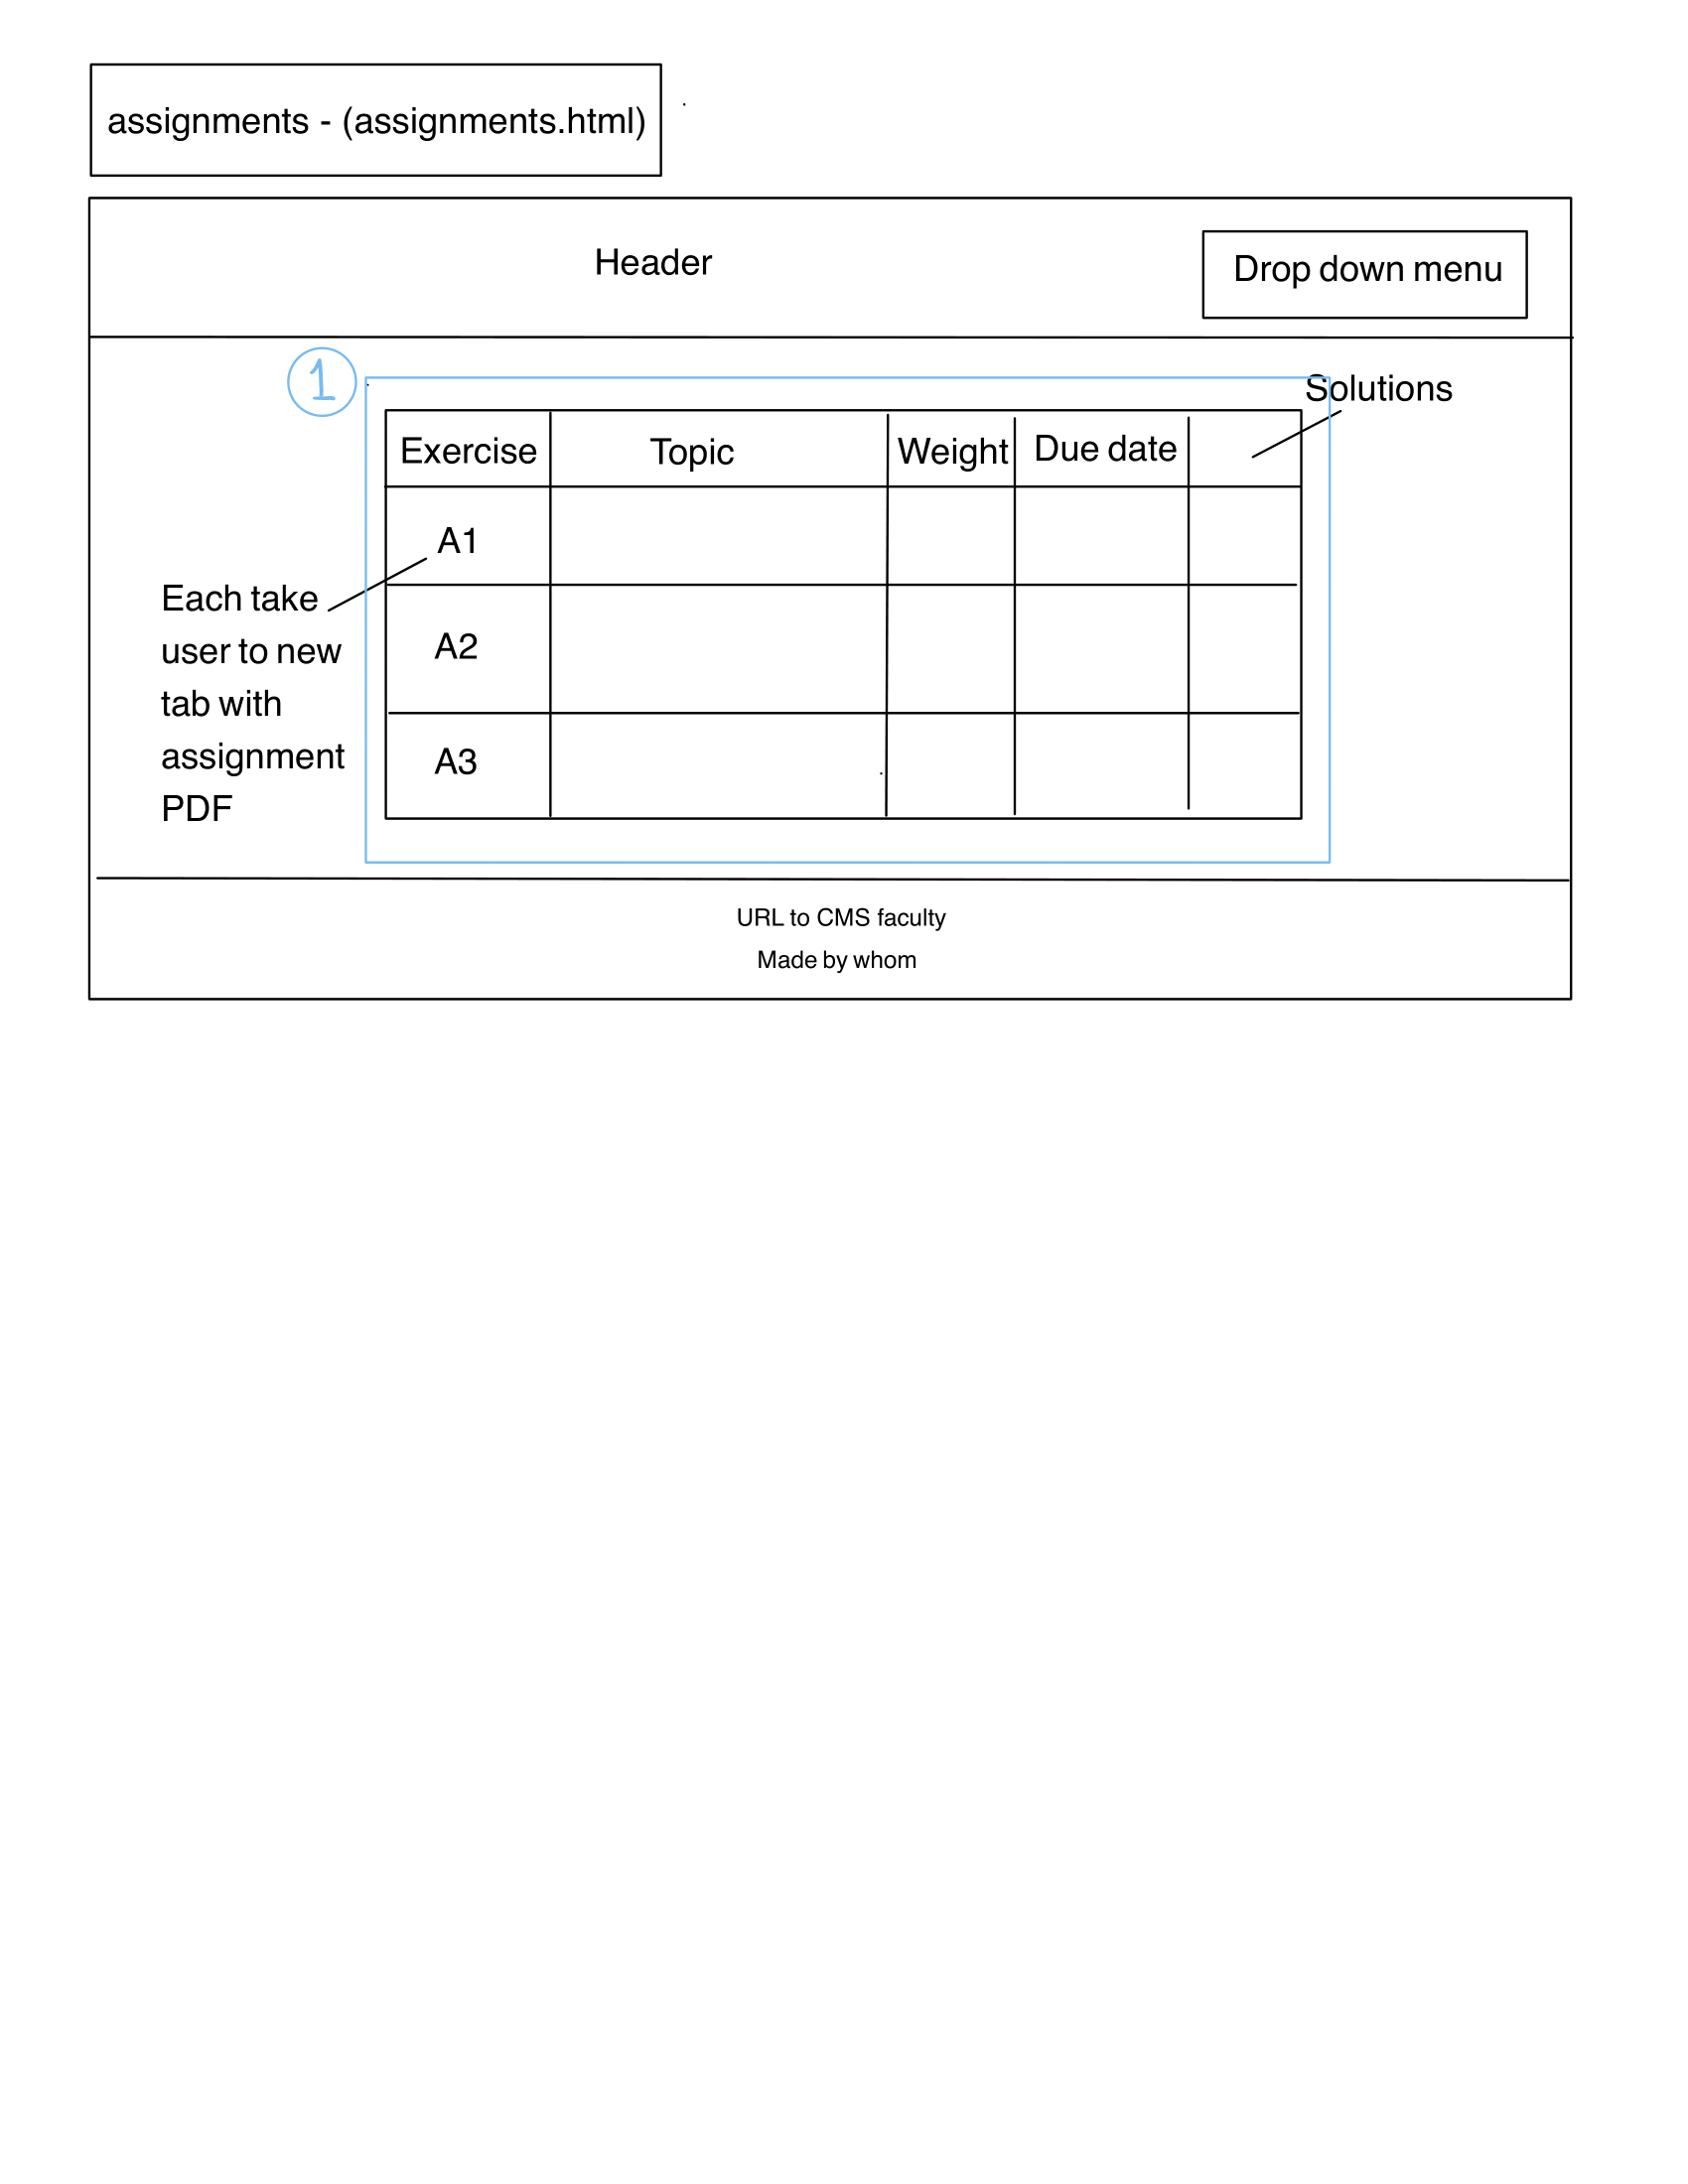 assignments - (assignments.html)
Header
Drop down menu
1
Solutions
Exercise
Topic
Weight
Due date
A1
Each take
user to new
tab with
assignment
PDF
A2
A3
URL to CMS faculty
Made by whom